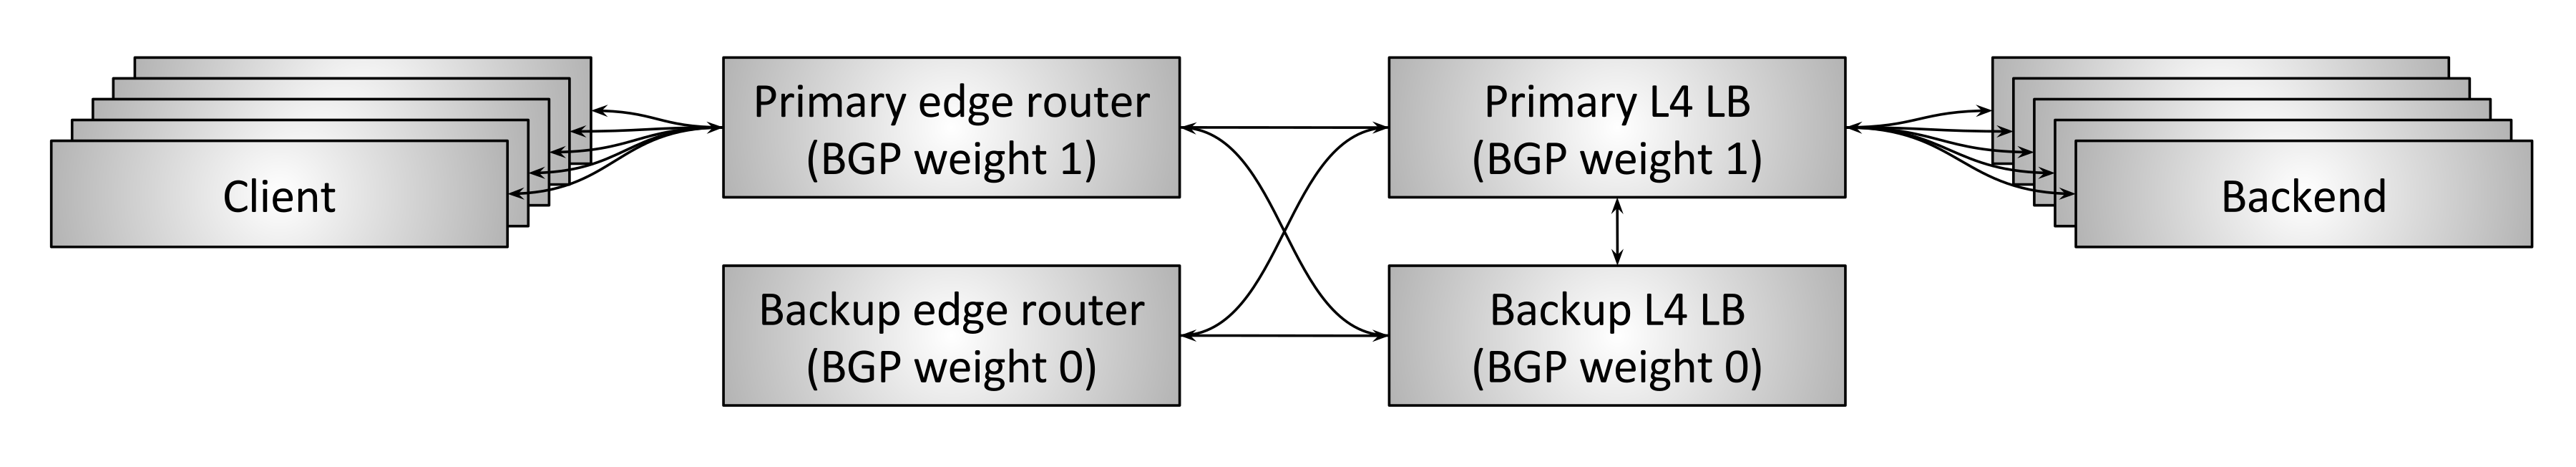 Client
Primary edge router
(BGP weight 1)
Backup edge router
(BGP weight 0)
Primary L4 LB
(BGP weight 1)
Backup L4 LB
(BGP weight 0)
Backend